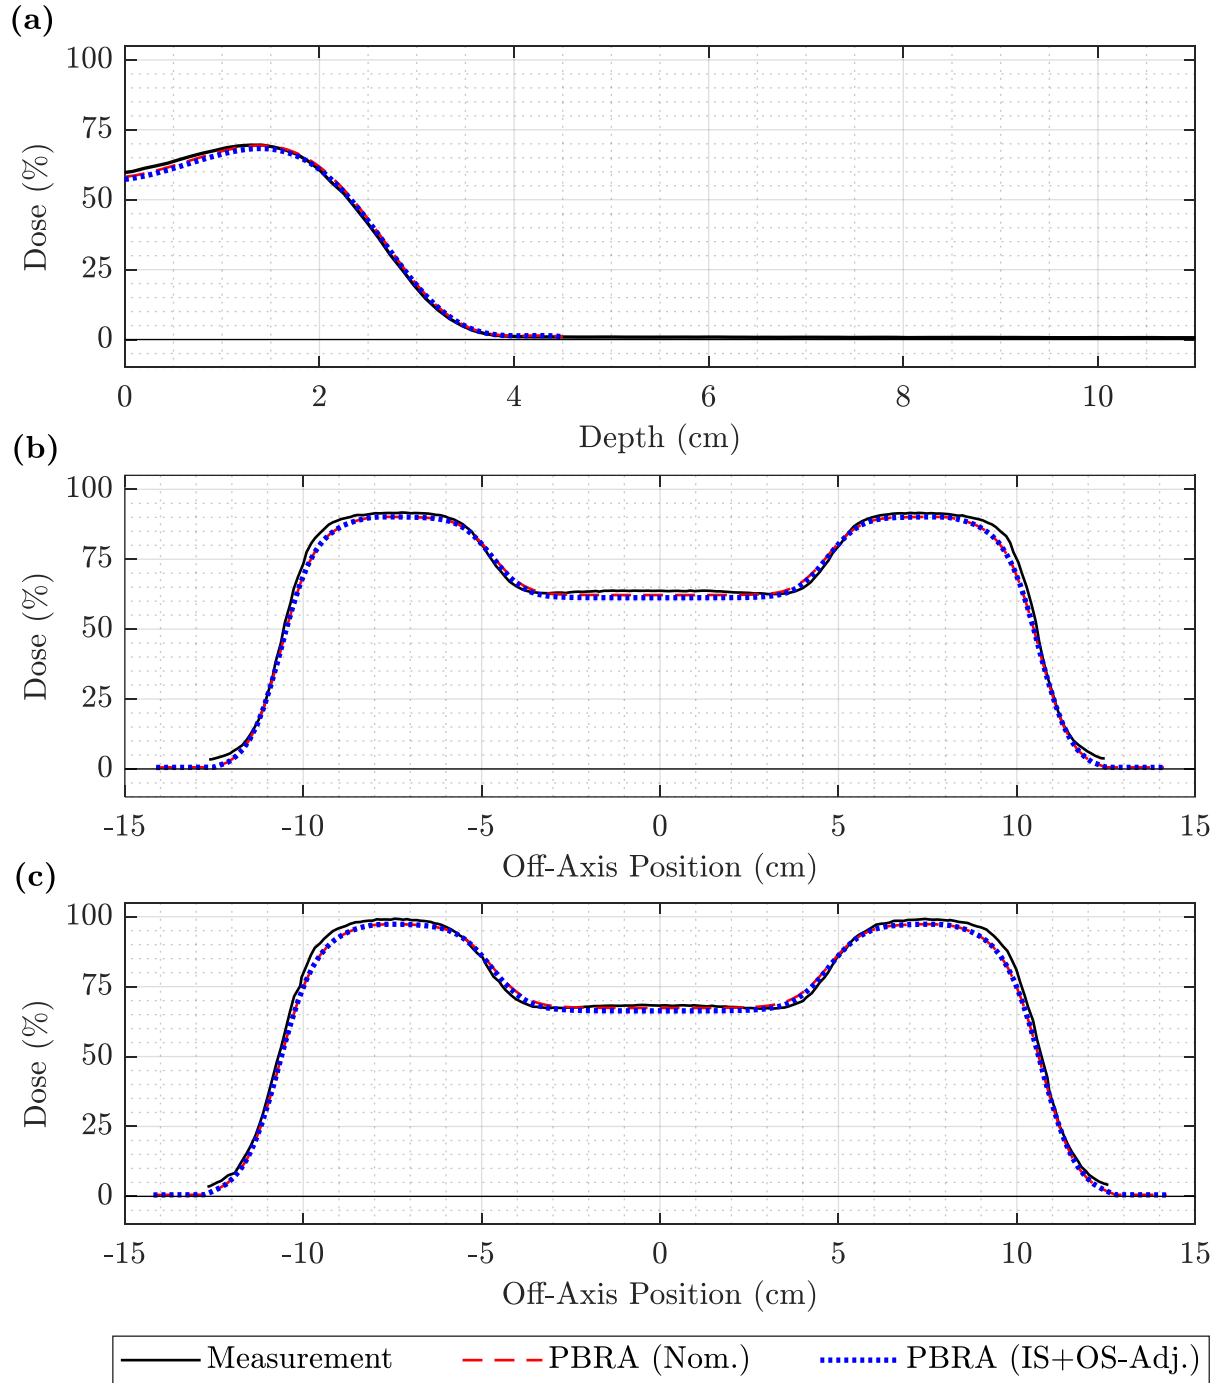 (a)
100
75
50
25
0
Dose (%)
0 2 4 6 8 10
Depth (cm)
(b)
100
75
50
25
0
Dose (%)
-15 -10 -5 0 5 10 15
Off-Axis Position (cm)
(c)
100
75
50
25
0
Dose (%)
-15 -10 -5 0 5 10 15
Off-Axis Position (cm)
Measurement PBRA (Nom.) PBRA (IS+OS-Adj.)